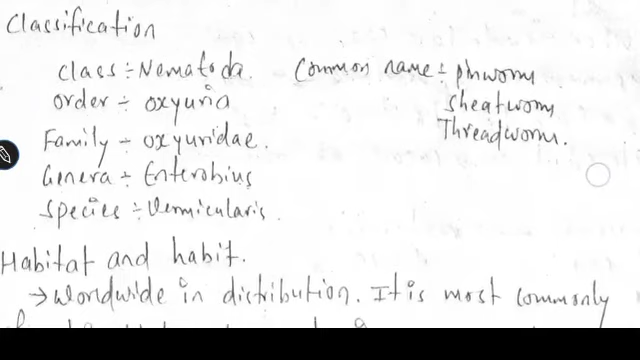 Classification
Class :- Nematoda. Common name :- pinworm
Order :- oxyuria Sheatworm
Family :- oxyuridae. Threadworm.
Genera :- Enterobius
Species :- Vermicularis.
Habitat and habit.
→ Worldwide in distribution. It is most commonly